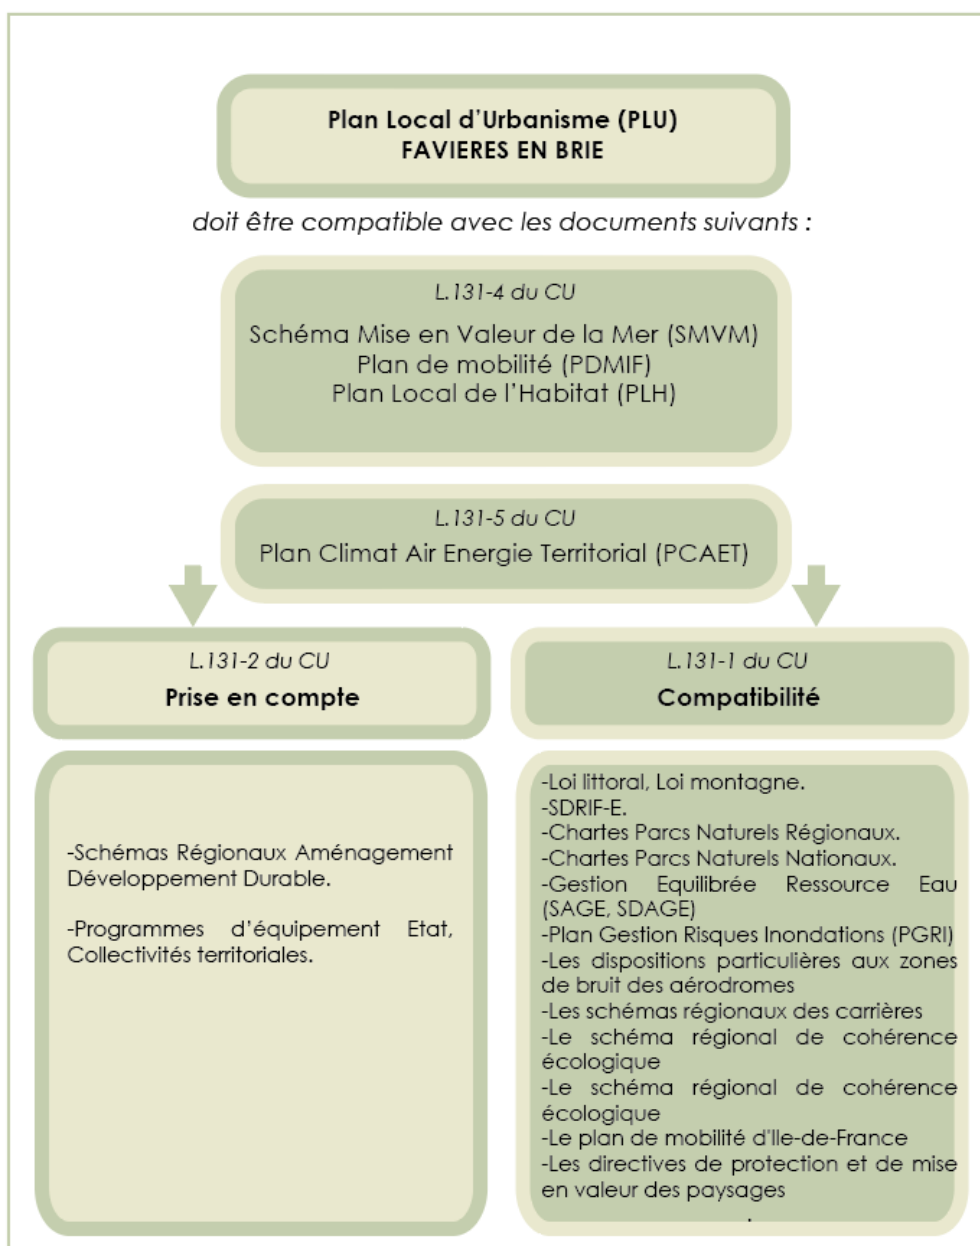 Plan Local d'Urbanisme (PLU)
FAVIERES EN BRIE
doit être compatible avec les documents suivants :
L.131-4 du CU
Schéma Mise en Valeur de la Mer (SMVM)
Plan de mobilité (PDMIF)
Plan Local de l'Habitat (PLH)
L.131-5 du CU
Plan Climat Air Energie Territorial (PCAET)
L.131-2 du CU
Prise en compte
-Schémas Régionaux Aménagement
Développement Durable.
-Programmes d'équipement Etat,
Collectivités territoriales.
L.131-1 du CU
Compatibilité
-Loi littoral, Loi montagne.
-SDRIF-E.
-Chartes Parcs Naturels Régionaux.
-Chartes Parcs Naturels Nationaux.
-Gestion Equilibrée Ressource Eau
(SAGE, SDAGE)
-Plan Gestion Risques Inondations (PGRI)
-Les dispositions particulières aux zones
de bruit des aérodromes
-Les schémas régionaux des carrières
-Le schéma régional de cohérence
écologique
-Le schéma régional de cohérence
écologique
-Le plan de mobilité d'Ile-de-France
-Les directives de protection et de mise
en valeur des paysages
.